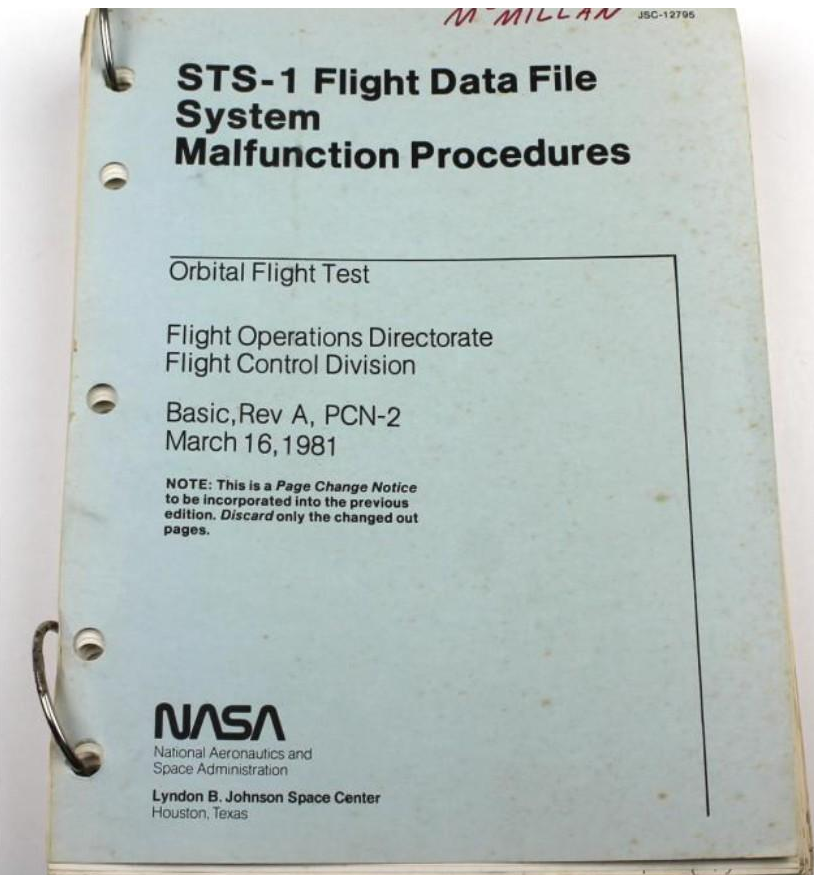 McMILLAN JSC-12795
STS-1 Flight Data File
System
Malfunction Procedures
Orbital Flight Test
Flight Operations Directorate
Flight Control Division
Basic,Rev A, PCN-2
March 16,1981
NOTE: This is a Page Change Notice
to be incorporated into the previous
edition. Discard only the changed out
pages.
NASA
National Aeronautics and
Space Administration
Lyndon B. Johnson Space Center
Houston, Texas